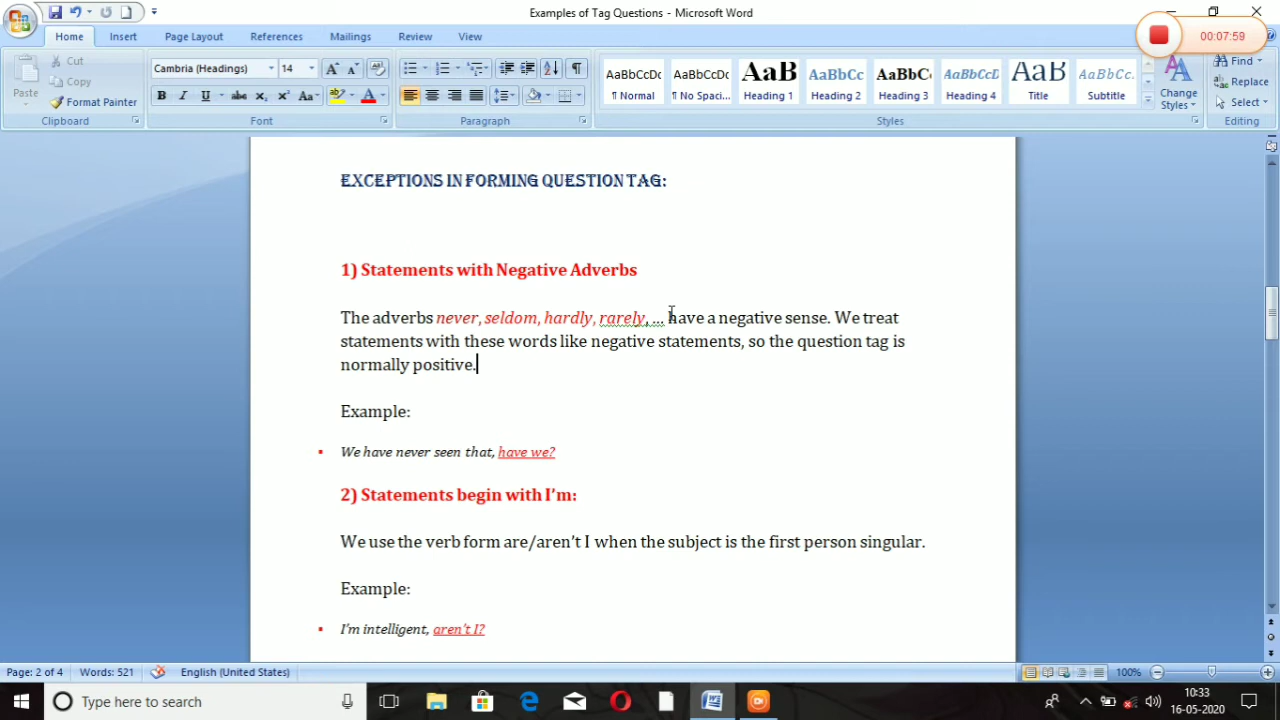 Examples of Tag Questions - Microsoft Word
00:07:59
Home Insert Page Layout References Mailings Review View
Paste
Cut
Copy
Format Painter
Clipboard
Cambria (Headings) 14
B I U abc x₂ x² Aa
Font
Paragraph
AaBbCcDc AaBbCcDc AaB AaBbCc AaBbCc AaBbCcD AaB AaBbCc.
¶ Normal ¶ No Spaci... Heading 1 Heading 2 Heading 3 Heading 4 Title Subtitle
Change Styles
Styles
Find
Replace
Select
Editing
EXCEPTIONS IN FORMING QUESTION TAG:
1) Statements with Negative Adverbs
The adverbs never, seldom, hardly, rarely, ... have a negative sense. We treat
statements with these words like negative statements, so the question tag is
normally positive.
Example:
▪ We have never seen that, have we?
2) Statements begin with I'm:
We use the verb form are/aren't I when the subject is the first person singular.
Example:
▪ I'm intelligent, aren't I?
Page: 2 of 4 Words: 521 English (United States) 100%
Type here to search
10:33
16-05-2020